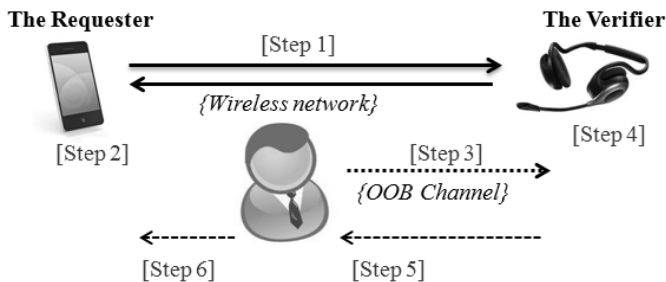 The Requester
The Verifier
[Step 1]
{Wireless network}
[Step 2]
[Step 3]
[Step 4]
{OOB Channel}
[Step 6]
[Step 5]